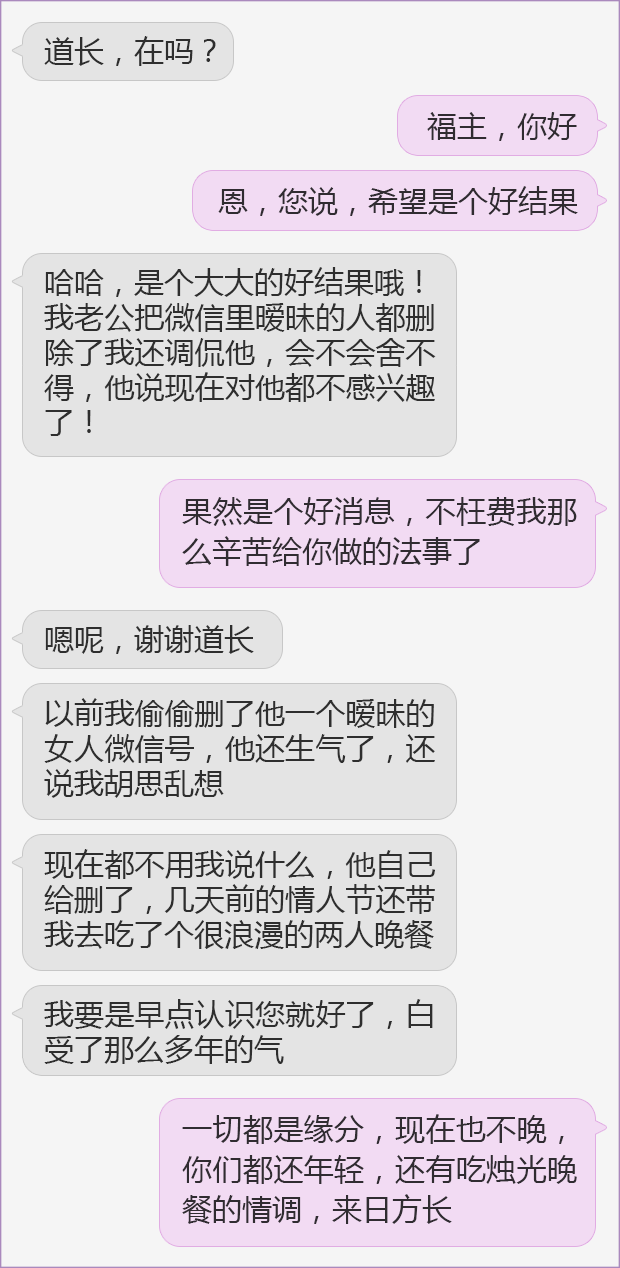 道长，在吗？
福主，你好
恩，您说，希望是个好结果
哈哈，是个大大的好结果哦！
我老公把微信里暧昧的人都删
除了我还调侃他，会不会舍不
得，他说现在对他都不感兴趣
了！
果然是个好消息，不枉费我那
么辛苦给你做的法事了
嗯呢，谢谢道长
以前我偷偷删了他一个暧昧的
女人微信号，他还生气了，还
说我胡思乱想
现在都不用我说什么，他自己
给删了，几天前的情人节还带
我去吃了个很浪漫的两人晚餐
我要是早点认识您就好了，白
受了那么多年的气
一切都是缘分，现在也不晚，
你们都还年轻，还有吃烛光晚
餐的情调，来日方长